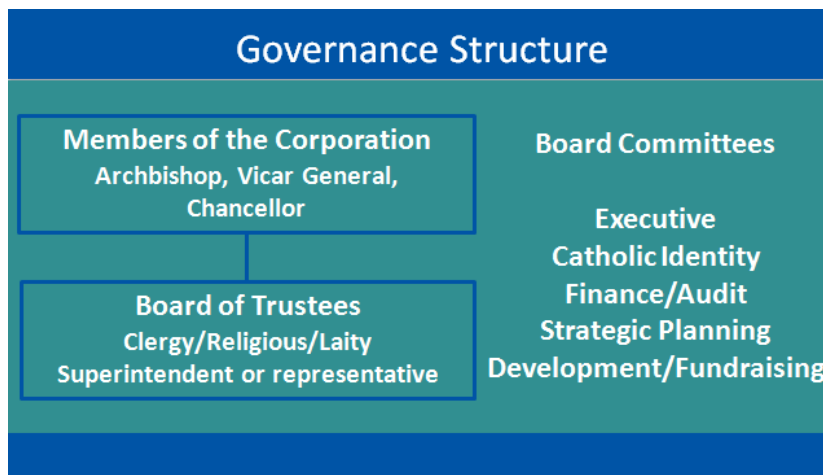 Governance Structure
Members of the Corporation
Archbishop, Vicar General,
Chancellor
Board of Trustees
Clergy/Religious/Laity
Superintendent or representative
Board Committees
Executive
Catholic Identity
Finance/Audit
Strategic Planning
Development/Fundraising